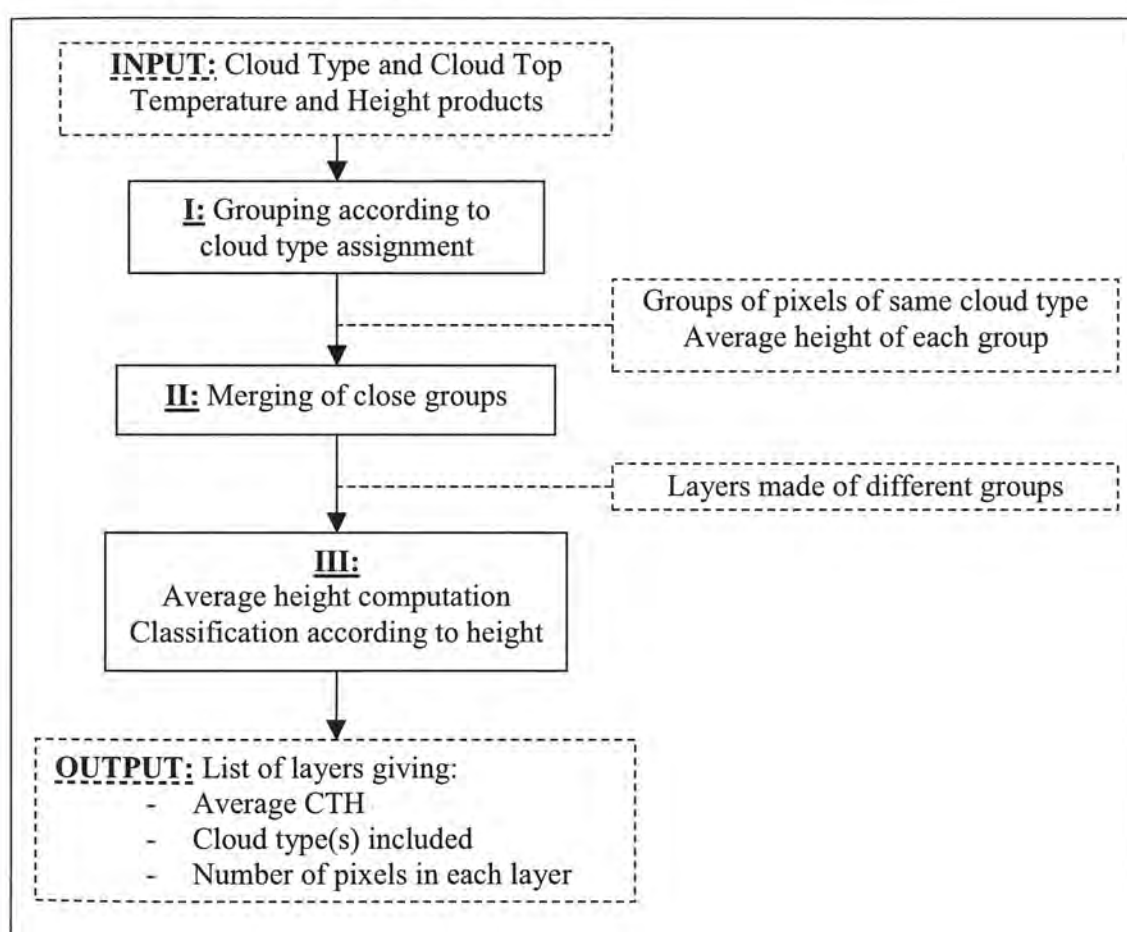 INPUT: Cloud Type and Cloud Top
Temperature and Height products
I: Grouping according to
cloud type assignment
Groups of pixels of same cloud type
Average height of each group
II: Merging of close groups
Layers made of different groups
III:
Average height computation
Classification according to height
OUTPUT: List of layers giving:
- Average CTH
- Cloud type(s) included
- Number of pixels in each layer